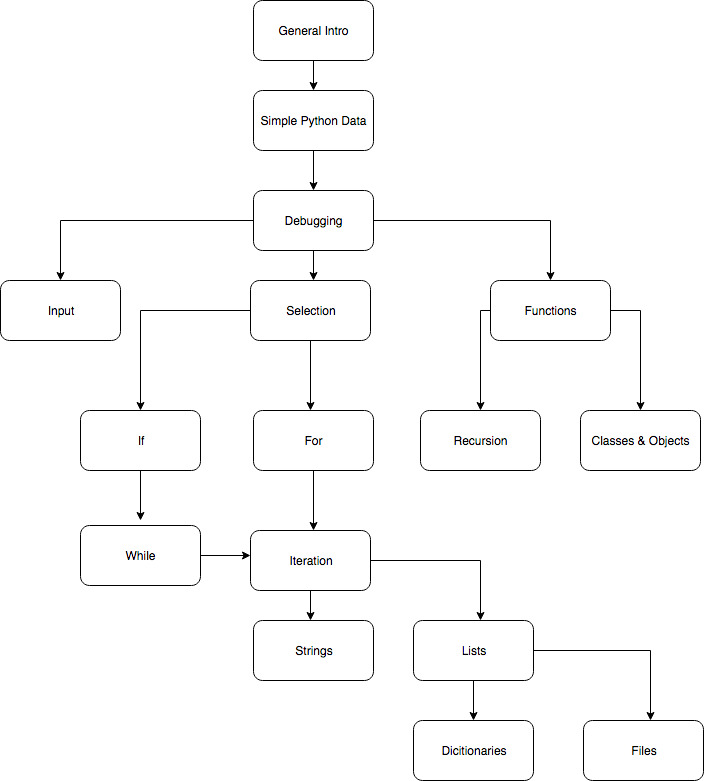 General Intro
Simple Python Data
Debugging
Input
Selection
Functions
If
For
Recursion
Classes & Objects
While
Iteration
Strings
Lists
Dicitionaries
Files